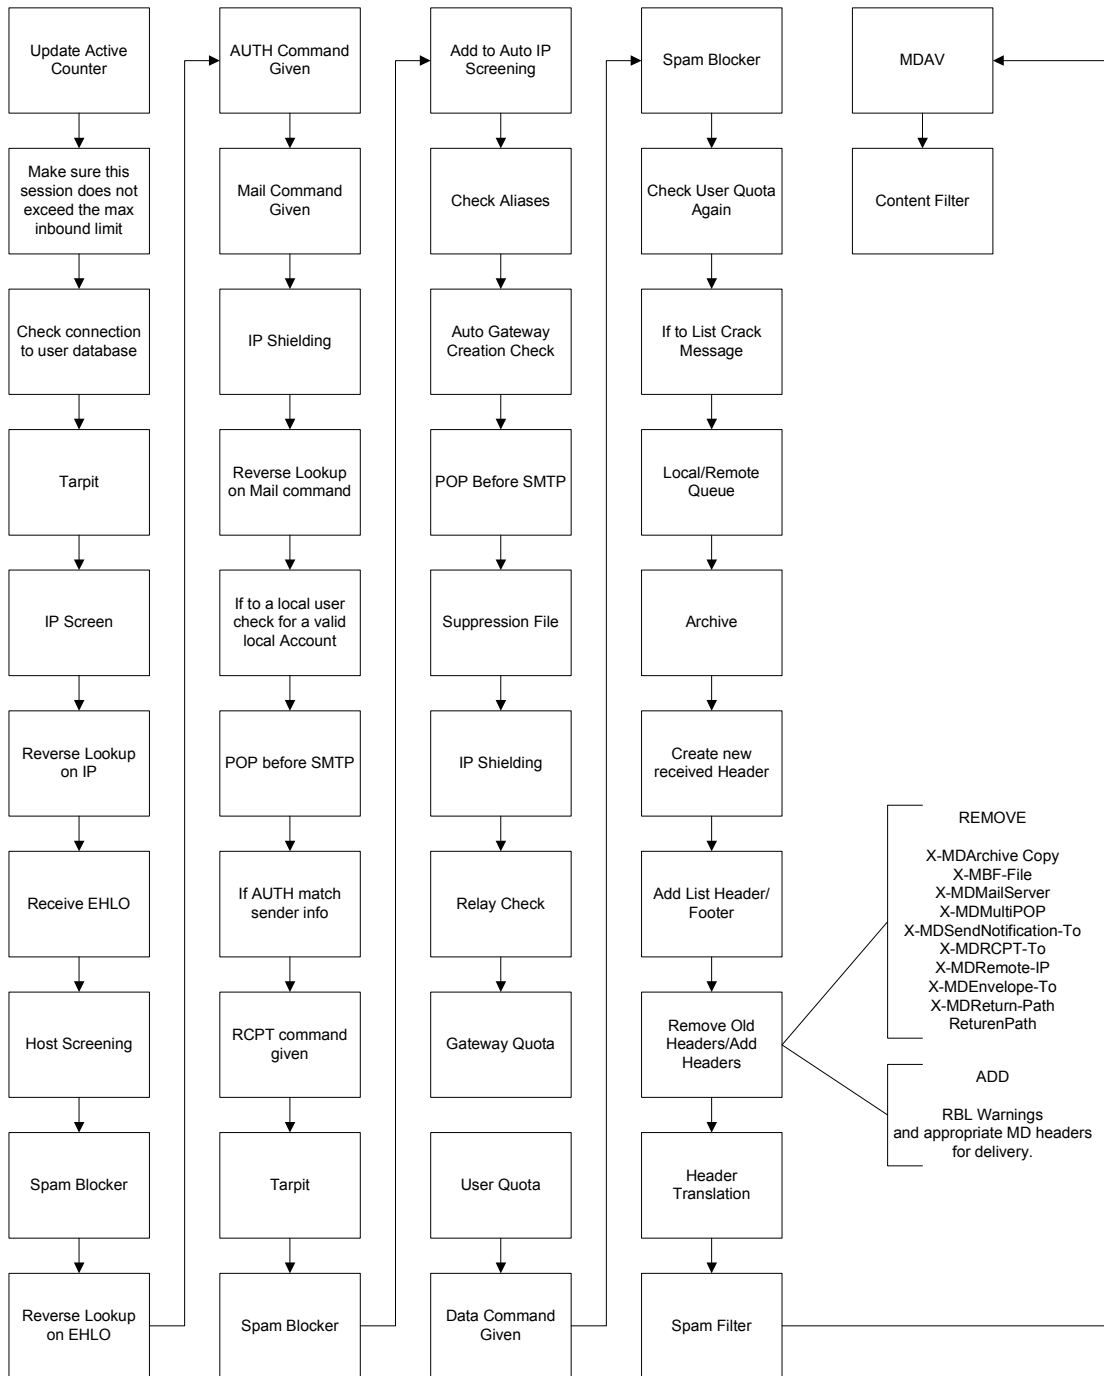 Update Active
Counter
Make sure this
session does not
exceed the max
inbound limit
Check connection
to user database
Tarpit
IP Screen
Reverse Lookup
on IP
Receive EHLO
Host Screening
Spam Blocker
Reverse Lookup
on EHLO
AUTH Command
Given
Mail Command
Given
IP Shielding
Reverse Lookup
on Mail command
If to a local user
check for a valid
local Account
POP before SMTP
If AUTH match
sender info
RCPT command
given
Tarpit
Spam Blocker
Add to Auto IP
Screening
Check Aliases
Auto Gateway
Creation Check
POP Before SMTP
Suppression File
IP Shielding
Relay Check
Gateway Quota
User Quota
Data Command
Given
Spam Blocker
Check User Quota
Again
If to List Crack
Message
Local/Remote
Queue
Archive
Create new
received Header
Add List Header/
Footer
Remove Old
Headers/Add
Headers
Header
Translation
Spam Filter
MDAV
Content Filter
REMOVE
X-MDArchive Copy
X-MBF-File
X-MDMailServer
X-MDMultiPOP
X-MDSendNotification-To
X-MDRCPT-To
X-MDRemote-IP
X-MDEnvelope-To
X-MDReturn-Path
ReturenPath
ADD
RBL Warnings
and appropriate MD headers
for delivery.